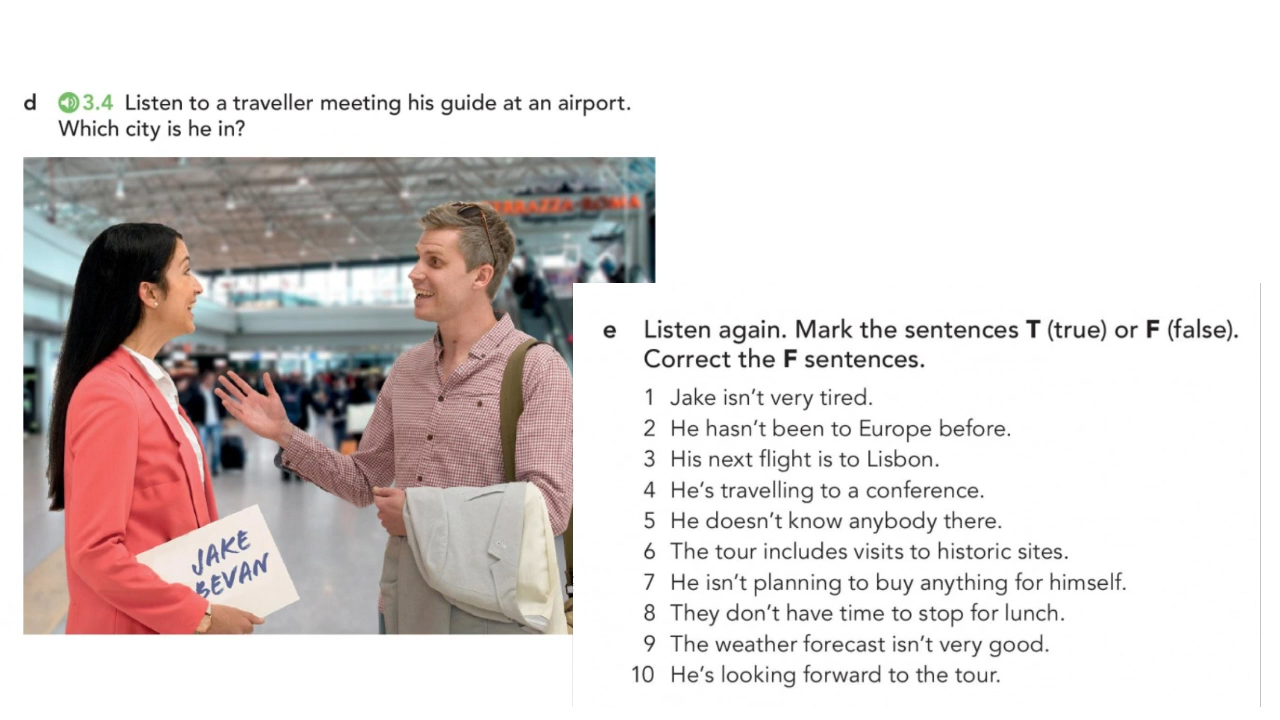 d 3.4 Listen to a traveller meeting his guide at an airport.
Which city is he in?
JAKE
BEVAN
e Listen again. Mark the sentences T (true) or F (false).
Correct the F sentences.
1 Jake isn't very tired.
2 He hasn't been to Europe before.
3 His next flight is to Lisbon.
4 He's travelling to a conference.
5 He doesn't know anybody there.
6 The tour includes visits to historic sites.
7 He isn't planning to buy anything for himself.
8 They don't have time to stop for lunch.
9 The weather forecast isn't very good.
10 He's looking forward to the tour.